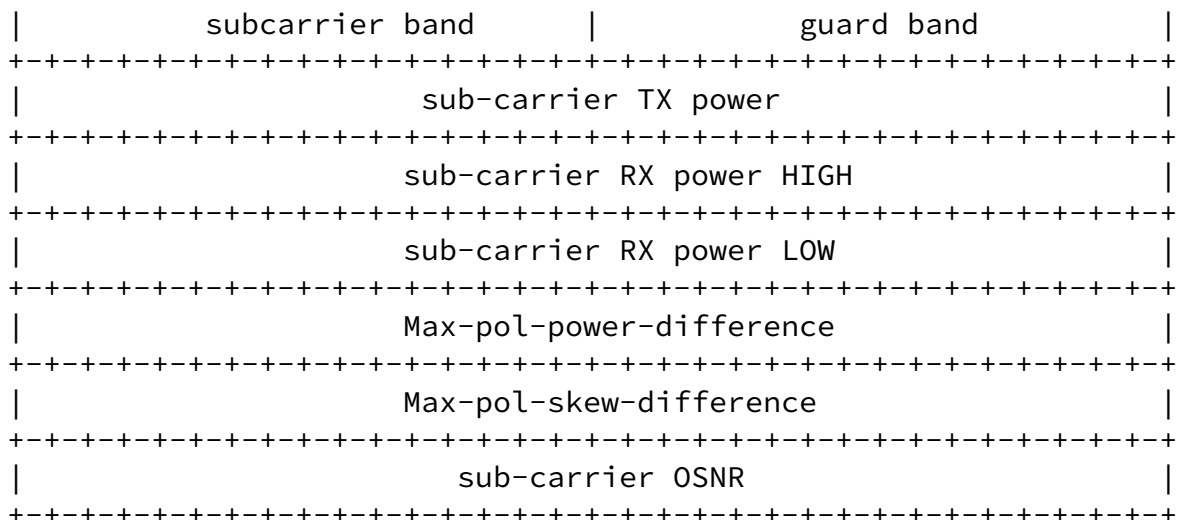 |          subcarrier band      |           guard band          |
+-+-+-+-+-+-+-+-+-+-+-+-+-+-+-+-+-+-+-+-+-+-+-+-+-+-+-+-+-+-+-+-+
|                      sub-carrier TX power                     |
+-+-+-+-+-+-+-+-+-+-+-+-+-+-+-+-+-+-+-+-+-+-+-+-+-+-+-+-+-+-+-+-+
|                     sub-carrier RX power HIGH                 |
+-+-+-+-+-+-+-+-+-+-+-+-+-+-+-+-+-+-+-+-+-+-+-+-+-+-+-+-+-+-+-+-+
|                     sub-carrier RX power LOW                  |
+-+-+-+-+-+-+-+-+-+-+-+-+-+-+-+-+-+-+-+-+-+-+-+-+-+-+-+-+-+-+-+-+
|                     Max-pol-power-difference                  |
+-+-+-+-+-+-+-+-+-+-+-+-+-+-+-+-+-+-+-+-+-+-+-+-+-+-+-+-+-+-+-+-+
|                     Max-pol-skew-difference                   |
+-+-+-+-+-+-+-+-+-+-+-+-+-+-+-+-+-+-+-+-+-+-+-+-+-+-+-+-+-+-+-+-+
|                        sub-carrier OSNR                       |
+-+-+-+-+-+-+-+-+-+-+-+-+-+-+-+-+-+-+-+-+-+-+-+-+-+-+-+-+-+-+-+-+